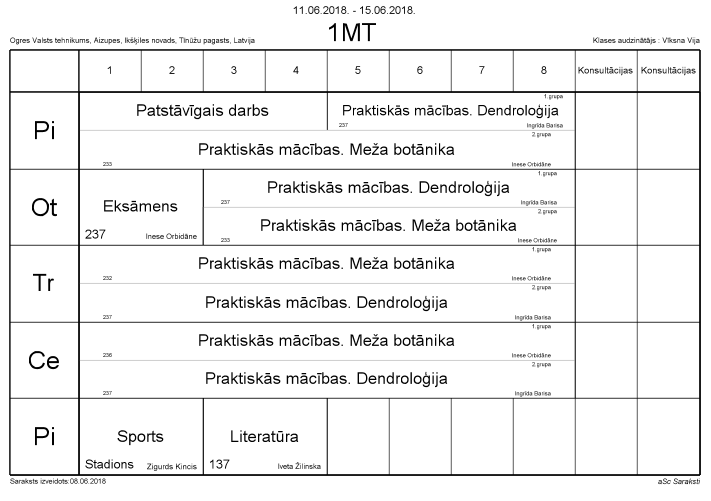 11.06.2018. - 15.06.2018.
1MT
Ogres Valsts tehnikums, Aizupes, Ikšķiles novads, Tīnūžu pagasts, Latvija
Klases audzinātājs : Vīksna Vija
1 2 3 4 5 6 7 8 Konsultācijas Konsultācijas
Pi
Patstāvīgais darbs
1.grupa
Praktiskās mācības. Dendroloģija
237 Ingrīda Barisa
2.grupa
Praktiskās mācības. Meža botānika
233 Inese Orbidāne
Ot
Eksāmens
237 Inese Orbidāne
1.grupa
Praktiskās mācības. Dendroloģija
237 Ingrīda Barisa
2.grupa
Praktiskās mācības. Meža botānika
233 Inese Orbidāne
Tr
1.grupa
Praktiskās mācības. Meža botānika
232 Inese Orbidāne
2.grupa
Praktiskās mācības. Dendroloģija
237 Ingrīda Barisa
Ce
1.grupa
Praktiskās mācības. Meža botānika
236 Inese Orbidāne
2.grupa
Praktiskās mācības. Dendroloģija
237 Ingrīda Barisa
Pi
Sports
Stadions Zigurds Kincis
Literatūra
137 Iveta Žilinska
Saraksts izveidots:08.06.2018
aSc Saraksti